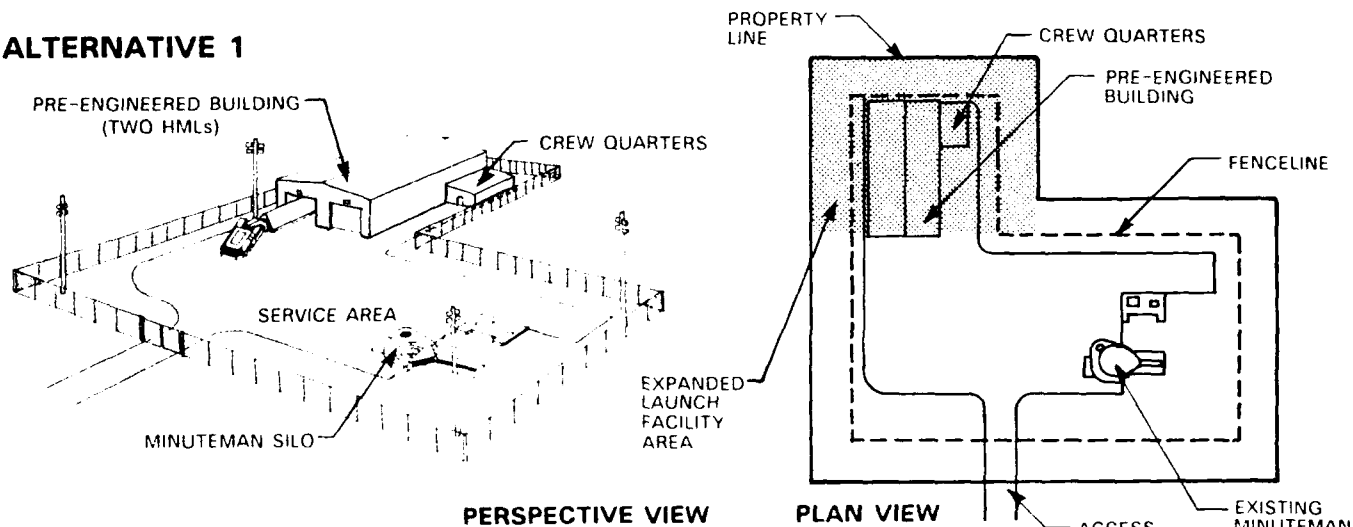 ALTERNATIVE 1
PRE-ENGINEERED BUILDING
(TWO HMLs)
CREW QUARTERS
SERVICE AREA
MINUTEMAN SILO
PERSPECTIVE VIEW
PROPERTY
LINE
CREW QUARTERS
PRE-ENGINEERED
BUILDING
FENCELINE
EXPANDED
LAUNCH
FACILITY
AREA
PLAN VIEW
ACCESS
EXISTING
MINUTEMAN